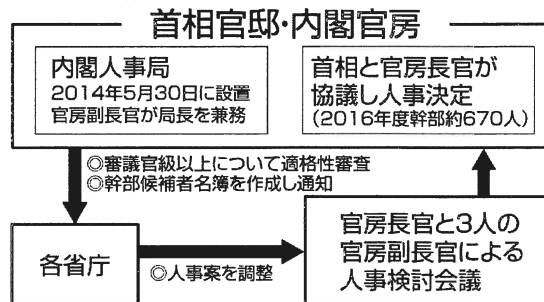 首相官邸・内閣官房
内閣人事局
2014年5月30日に設置
官房副長官が局長を兼務
首相と官房長官が
協議し人事決定
(2016年度幹部約670人)
◎審議官級以上について適格性審査
◎幹部候補者名簿を作成し通知
各省庁
◎人事案を調整
官房長官と3人の
官房副長官による
人事検討会議